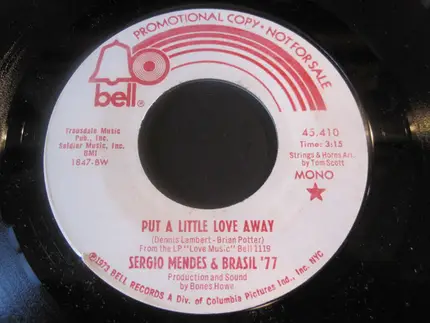 PROMOTIONAL COPY • NOT FOR SALE
bell®
Trousdale Music
Pub., Inc.
Soldier Music, Inc.
BMI
1847-BW
45,410
Time: 3:15
Strings & Horns Arr.
by Tom Scott
MONO
PUT A LITTLE LOVE AWAY
(Dennis Lambert - Brian Potter)
From the LP "Love Music" Bell 1119
SERGIO MENDES & BRASIL '77
Production and Sound
by Bones Howe
℗1973 BELL RECORDS A Div. of Columbia Pictures Ind., Inc. NYC